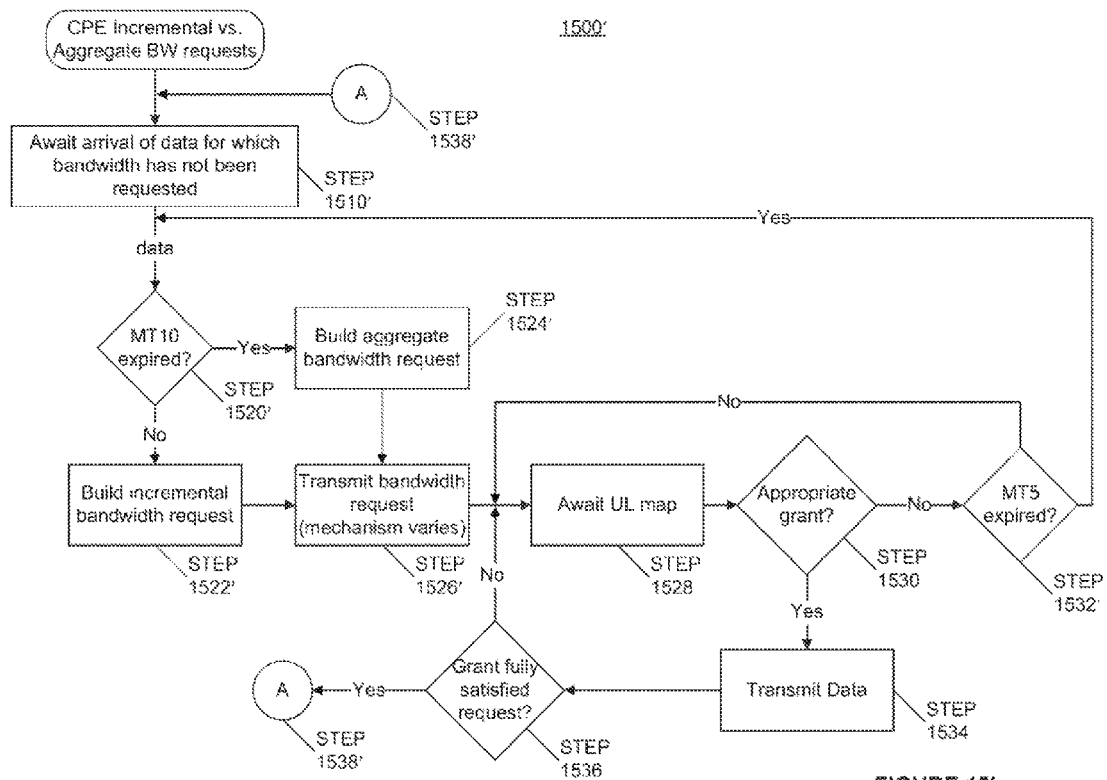 CPE Incremental vs.
Aggregate BW requests
1500'
A
STEP
1538'
Await arrival of data for which
bandwidth has not been
requested
STEP
1510'
Yes
data
MT10
expired?
Yes
STEP
1520'
No
Build aggregate
bandwidth request
STEP
1524'
No
Build incremental
bandwidth request
STEP
1522'
Transmit bandwidth
request
(mechanism varies)
STEP
1526'
Await UL map
STEP
1528
Appropriate
grant?
No
STEP
1530
MT5
expired?
STEP
1532'
Yes
No
Transmit Data
STEP
1534
Grant fully
satisfied
request?
STEP
1536
Yes
A
STEP
1538'